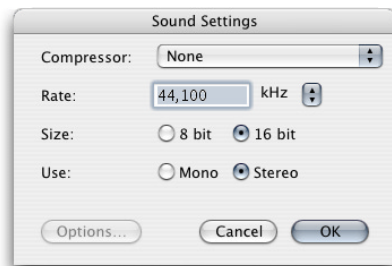 Sound Settings
Compressor: None
Rate: 44,100 kHz
Size: 8 bit 16 bit
Use: Mono Stereo
Options... Cancel OK